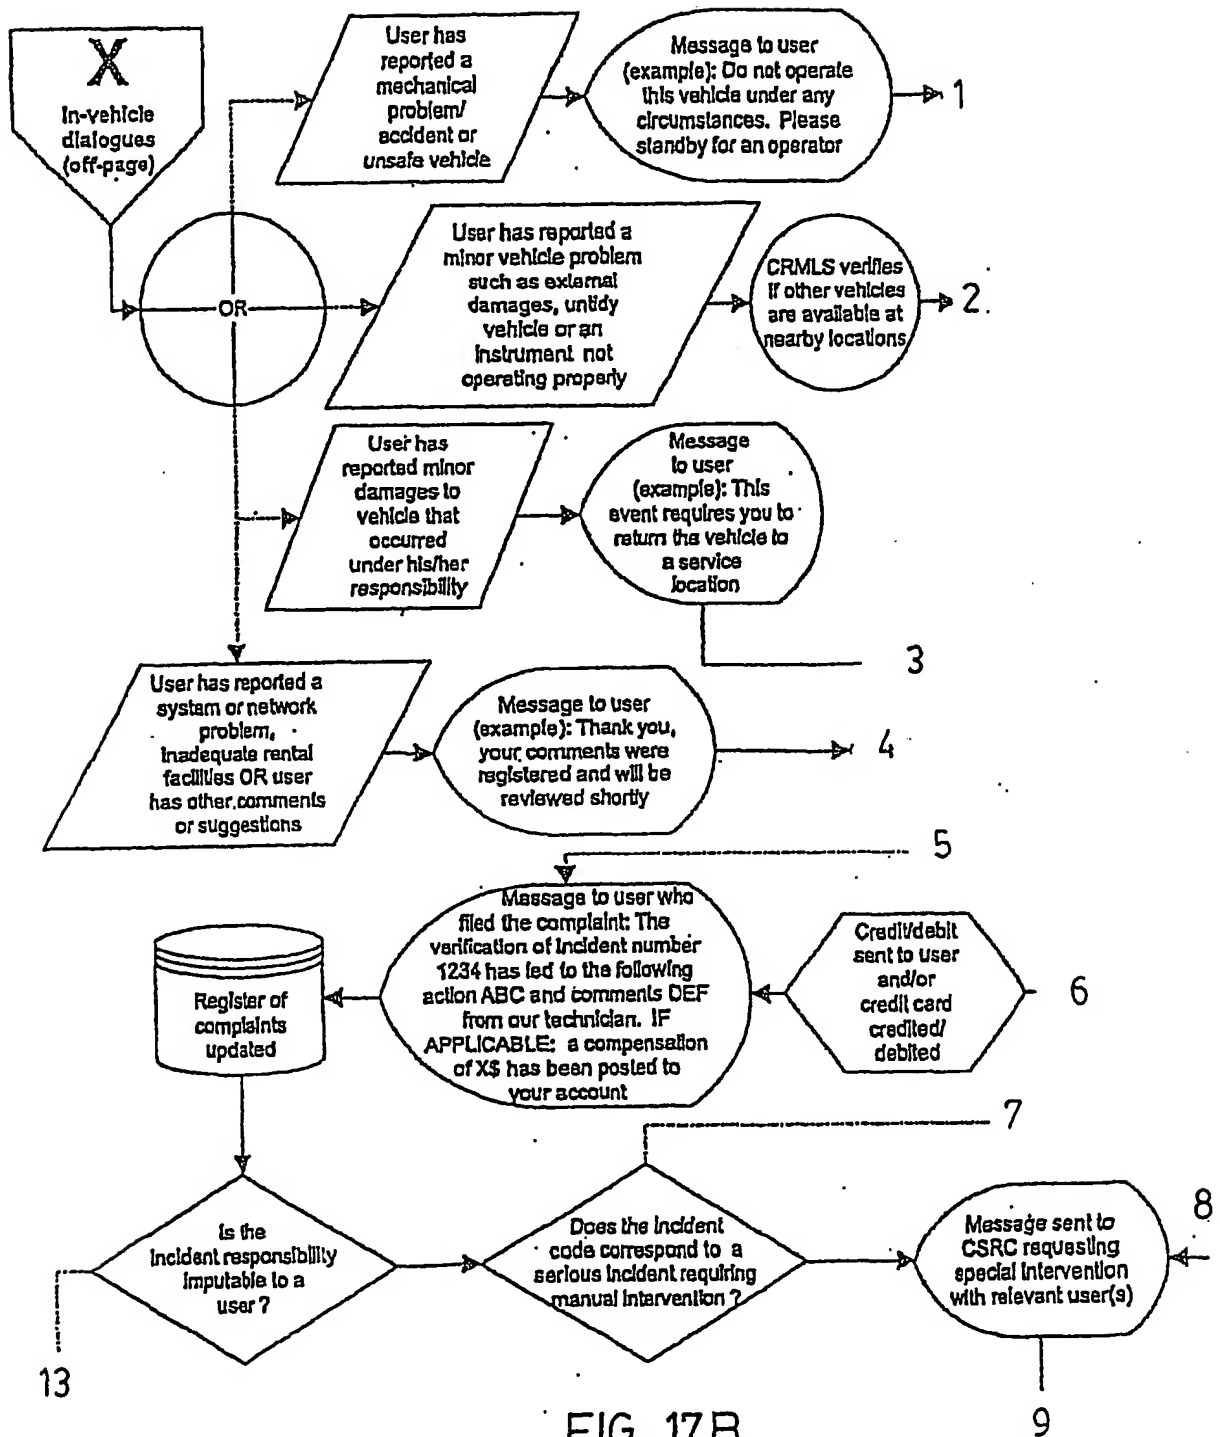 X
In-vehicle
dialogues
(off-page)
User has
reported a
mechanical
problem/
accident or
unsafe vehicle
Message to user
(example): Do not operate
this vehicle under any
circumstances. Please
standby for an operator
1
OR
User has reported a
minor vehicle problem
such as external
damages, untidy
vehicle or an
instrument not
operating properly
CRMLS verifies
if other vehicles
are available at
nearby locations
2
User has
reported minor
damages to
vehicle that
occurred
under his/her
responsibility
Message
to user
(example): This
event requires you to
return the vehicle to
a service
location
3
User has reported a
system or network
problem,
inadequate rental
facilities OR user
has other comments
or suggestions
Message to user
(example): Thank you,
your comments were
registered and will be
reviewed shortly
4
5
Message to user who
filed the complaint: The
verification of incident number
1234 has led to the following
action ABC and comments DEF
from our technician. IF
APPLICABLE: a compensation
of X$ has been posted to
your account
Credit/debit
sent to user
and/or
credit card
credited/
debited
6
Register of
complaints
updated
7
Is the
incident responsibility
imputable to a
user ?
Does the incident
code correspond to a
serious incident requiring
manual intervention ?
Message sent to
CSRC requesting
special intervention
with relevant user(s)
8
13
9
FIG. 17B